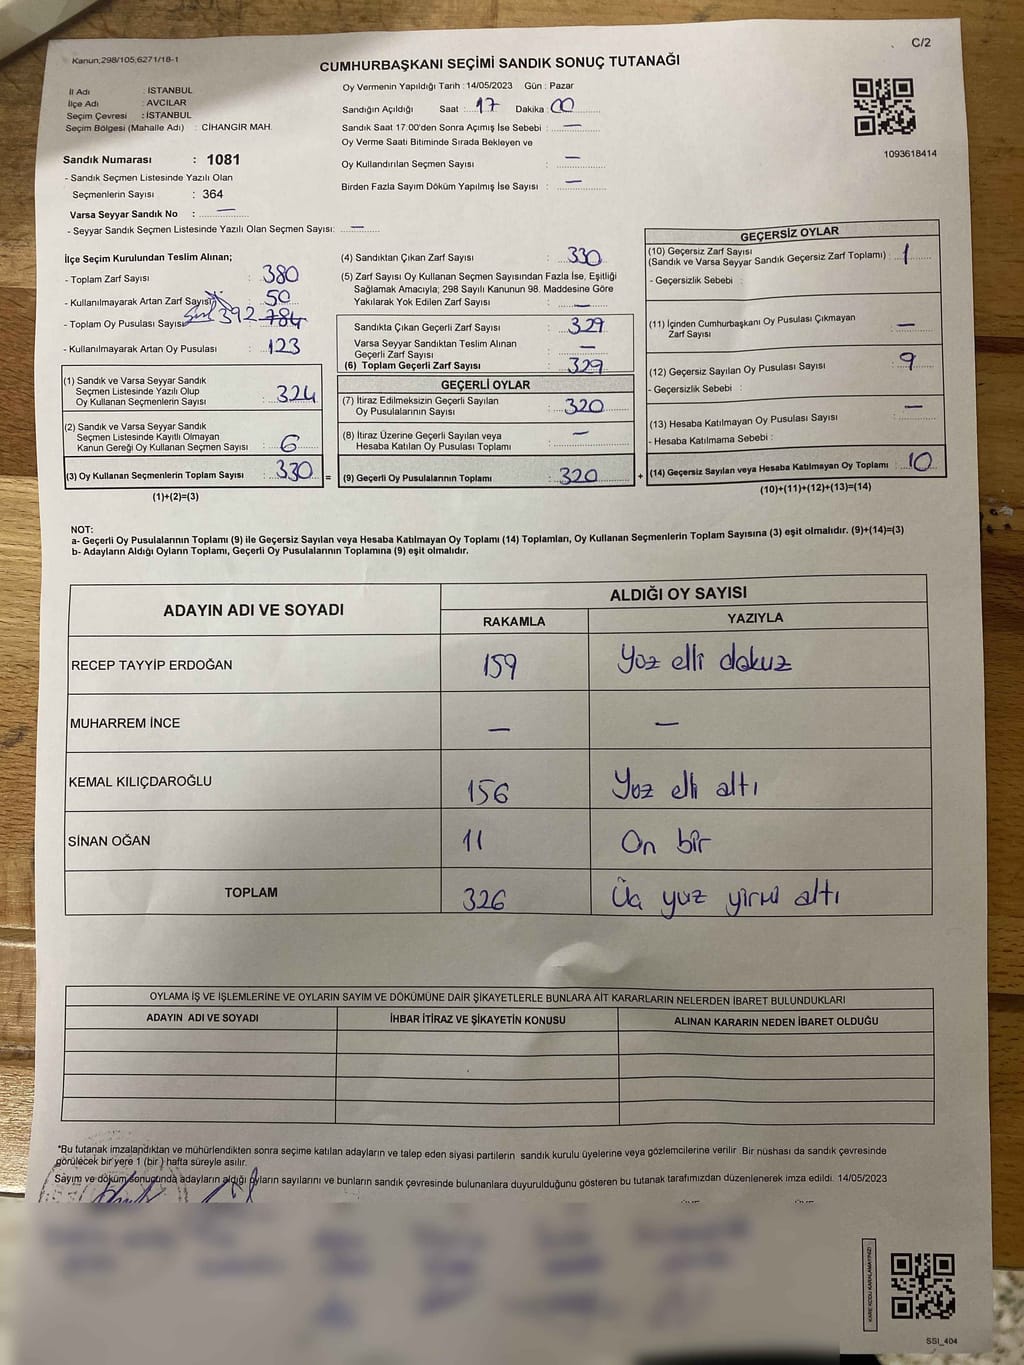 C/2
Kanun,298/105;6271/18-1
CUMHURBAŞKANI SEÇİMİ SANDIK SONUÇ TUTANAĞI
İl Adı : İSTANBUL
İlçe Adı : AVCILAR
Seçim Çevresi : İSTANBUL
Seçim Bölgesi (Mahalle Adı) : CİHANGİR MAH.
Sandık Numarası : 1081
- Sandık Seçmen Listesinde Yazılı Olan
Seçmenlerin Sayısı : 364
Varsa Seyyar Sandık No : —
- Seyyar Sandık Seçmen Listesinde Yazılı Olan Seçmen Sayısı: —
Oy Vermenin Yapıldığı Tarih : 14/05/2023 Gün : Pazar
Sandığın Açıldığı Saat : 17 Dakika : 00
Sandık Saat 17:00'den Sonra Açımış İse Sebebi : —
Oy Verme Saati Bitiminde Sırada Bekleyen ve
Oy Kullandırılan Seçmen Sayısı : —
Birden Fazla Sayım Döküm Yapılmış İse Sayısı : —
1093618414
İlçe Seçim Kurulundan Teslim Alınan;
- Toplam Zarf Sayısı : 380
- Kullanılmayarak Artan Zarf Sayısı : 50
- Toplam Oy Pusulası Sayısı 392 784
- Kullanılmayarak Artan Oy Pusulası : 123
(1) Sandık ve Varsa Seyyar Sandık
Seçmen Listesinde Yazılı Olup
Oy Kullanan Seçmenlerin Sayısı : 324
(2) Sandık ve Varsa Seyyar Sandık
Seçmen Listesinde Kayıtlı Olmayan
Kanun Gereği Oy Kullanan Seçmen Sayısı : 6
(3) Oy Kullanan Seçmenlerin Toplam Sayısı : 330
(1)+(2)=(3)
(4) Sandıktan Çıkan Zarf Sayısı : 330
(5) Zarf Sayısı Oy Kullanan Seçmen Sayısından Fazla İse, Eşitliği
Sağlamak Amacıyla; 298 Sayılı Kanunun 98. Maddesine Göre
Yakılarak Yok Edilen Zarf Sayısı : —
Sandıkta Çıkan Geçerli Zarf Sayısı : 329
Varsa Seyyar Sandıktan Teslim Alınan
Geçerli Zarf Sayısı : —
(6) Toplam Geçerli Zarf Sayısı : 329
GEÇERLİ OYLAR
(7) İtiraz Edilmeksizin Geçerli Sayılan
Oy Pusulalarının Sayısı : 320
(8) İtiraz Üzerine Geçerli Sayılan veya
Hesaba Katılan Oy Pusulası Toplamı : —
= (9) Geçerli Oy Pusulalarının Toplamı : 320
GEÇERSİZ OYLAR
(10) Geçersiz Zarf Sayısı
(Sandık ve Varsa Seyyar Sandık Geçersiz Zarf Toplamı) : 1
- Geçersizlik Sebebi :
(11) İçinden Cumhurbaşkanı Oy Pusulası Çıkmayan
Zarf Sayısı : —
(12) Geçersiz Sayılan Oy Pusulası Sayısı : 9
- Geçersizlik Sebebi :
(13) Hesaba Katılmayan Oy Pusulası Sayısı : —
- Hesaba Katılmama Sebebi :
+ (14) Geçersiz Sayılan veya Hesaba Katılmayan Oy Toplamı : 10
(10)+(11)+(12)+(13)=(14)
NOT:
a- Geçerli Oy Pusulalarının Toplamı (9) ile Geçersiz Sayılan veya Hesaba Katılmayan Oy Toplamı (14) Toplamları, Oy Kullanan Seçmenlerin Toplam Sayısına (3) eşit olmalıdır. (9)+(14)=(3)
b- Adayların Aldığı Oyların Toplamı, Geçerli Oy Pusulalarının Toplamına (9) eşit olmalıdır.
ADAYIN ADI VE SOYADI ALDIĞI OY SAYISI
RAKAMLA YAZIYLA
RECEP TAYYİP ERDOĞAN 159 Yüz elli dokuz
MUHARREM İNCE — —
KEMAL KILIÇDAROĞLU 156 Yüz elli altı
SİNAN OĞAN 11 On bir
TOPLAM 326 Üç yüz yirmi altı
OYLAMA İŞ VE İŞLEMLERİNE VE OYLARIN SAYIM VE DÖKÜMÜNE DAİR ŞİKAYETLERLE BUNLARA AİT KARARLARIN NELERDEN İBARET BULUNDUKLARI
ADAYIN ADI VE SOYADI İHBAR İTİRAZ VE ŞİKAYETİN KONUSU ALINAN KARARIN NEDEN İBARET OLDUĞU
*Bu tutanak imzalandıktan ve mühürlendikten sonra seçime katılan adayların ve talep eden siyasi partilerin sandık kurulu üyelerine veya gözlemcilerine verilir. Bir nüshası da sandık çevresinde
görülecek bir yere 1 (bir ) hafta süreyle asılır.
Sayım ve döküm sonucunda adayların aldığı oyların sayılarını ve bunların sandık çevresinde bulunanlara duyurulduğunu gösteren bu tutanak tarafımızdan düzenlenerek imza edildi. 14/05/2023
KARE KODU KARALAMAYINIZ!
SSI_404